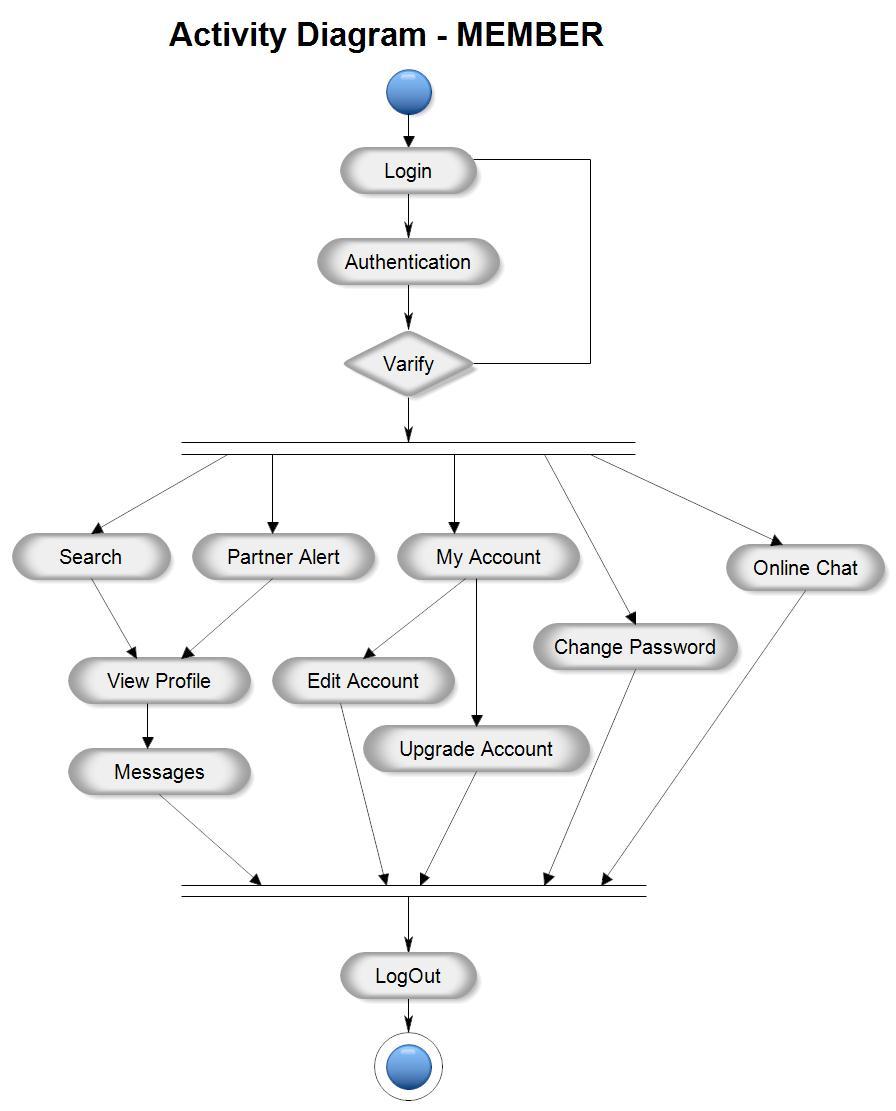 Activity Diagram - MEMBER
Login
Authentication
Varify
Search
Partner Alert
My Account
Online Chat
Change Password
View Profile
Edit Account
Upgrade Account
Messages
LogOut